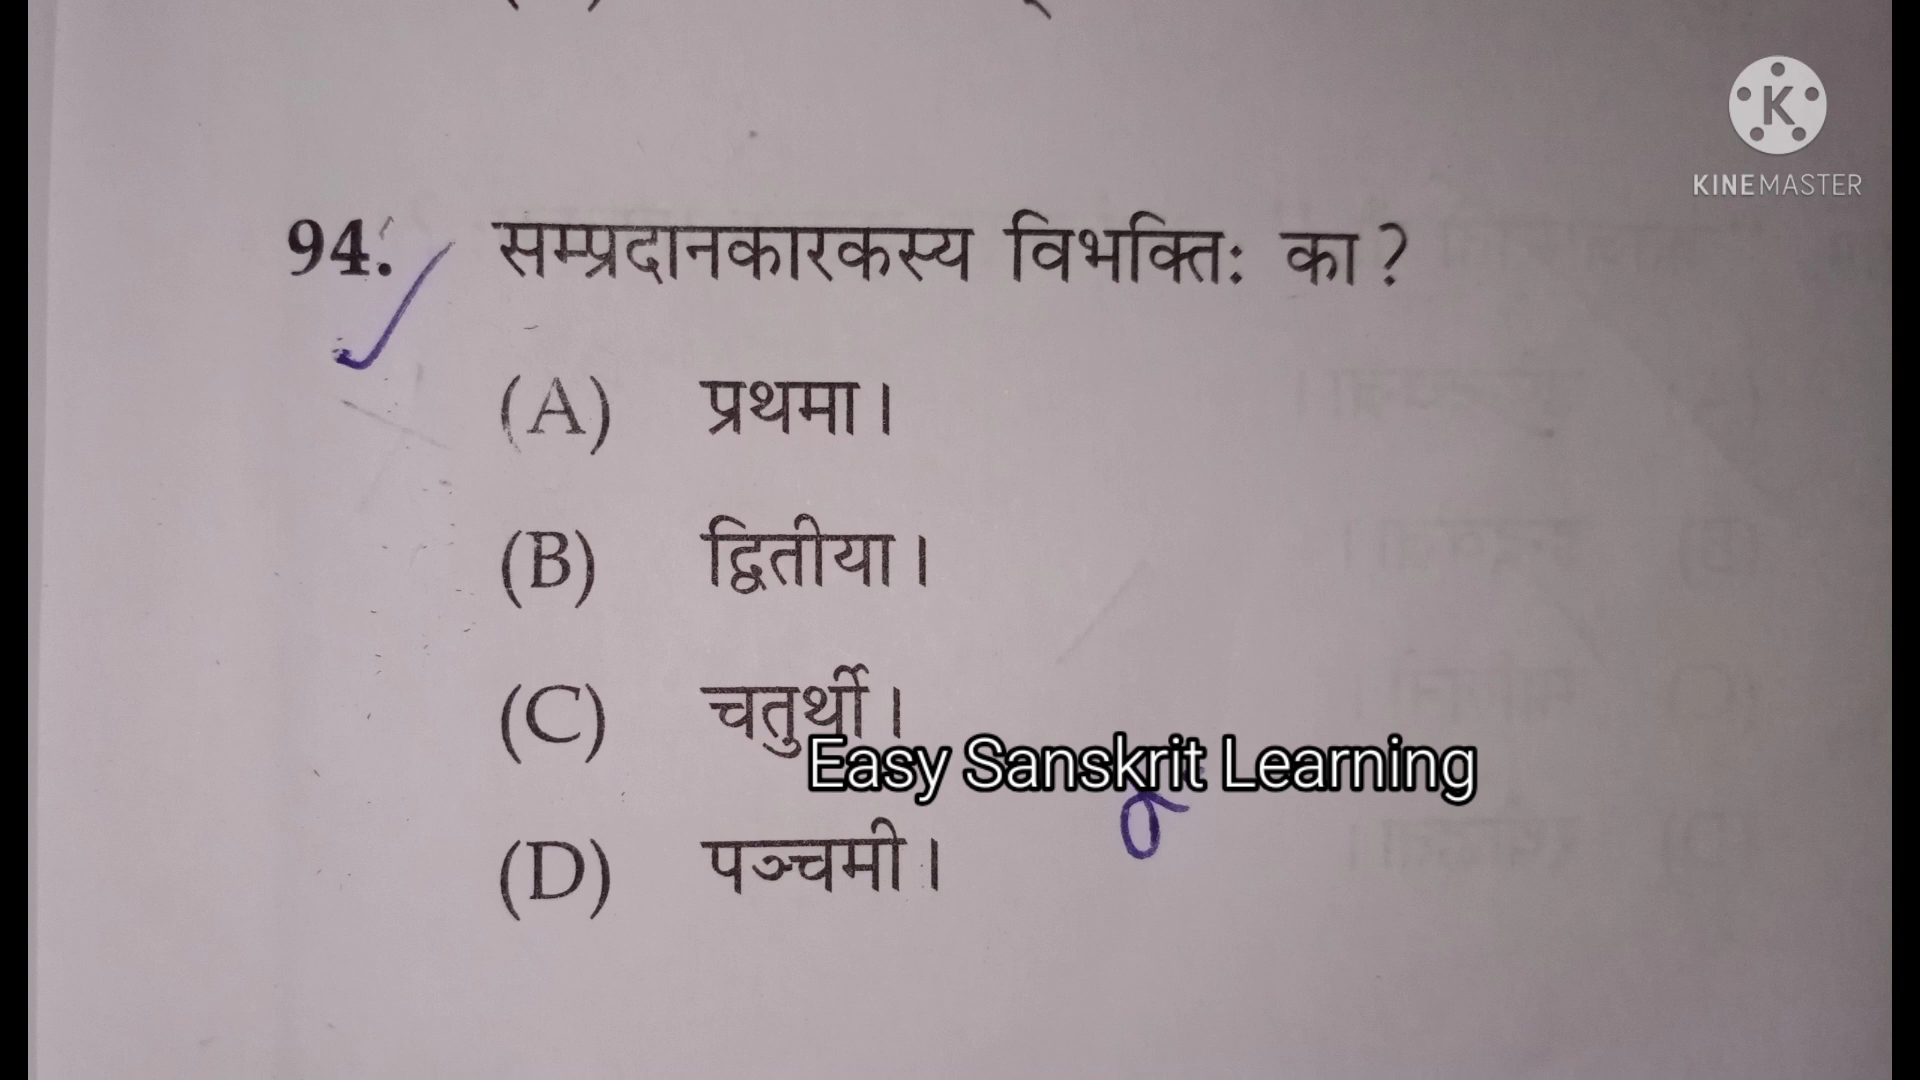 KINEMASTER
94. सम्प्रदानकारकस्य विभक्तिः का ?
(A) प्रथमा।
(B) द्वितीया।
(C) चतुर्थी।
Easy Sanskrit Learning
(D) पञ्चमी।